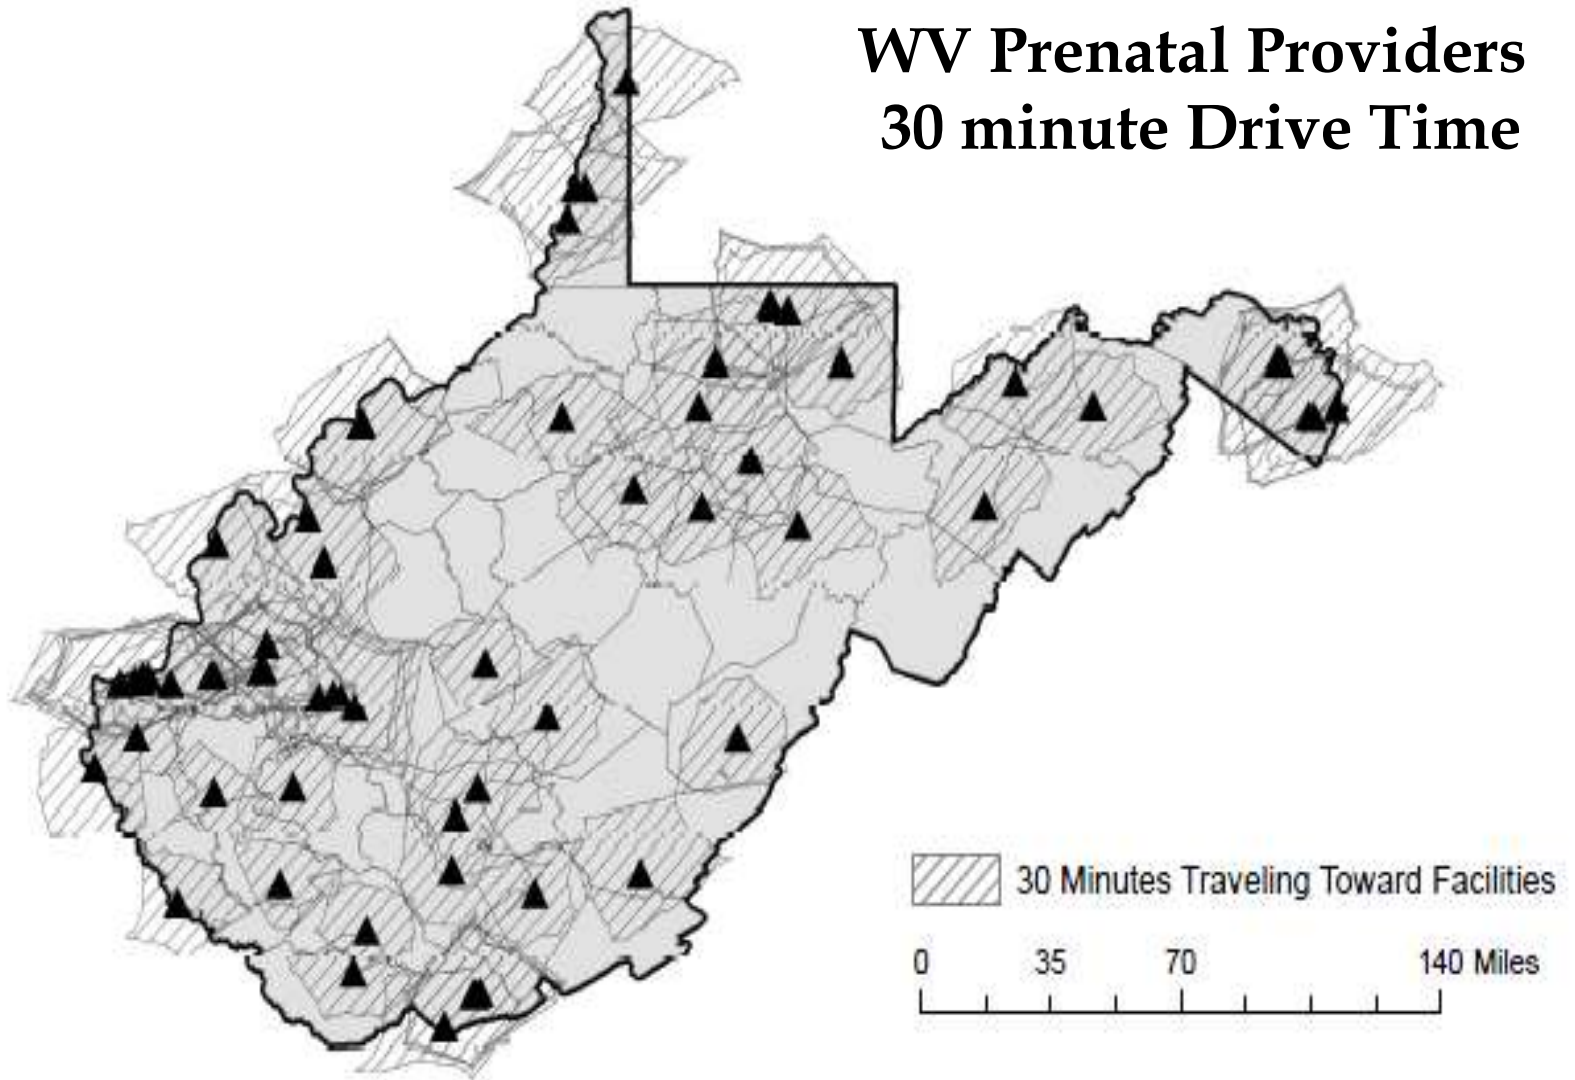 WV Prenatal Providers
30 minute Drive Time
30 Minutes Traveling Toward Facilities
0 35 70 140 Miles